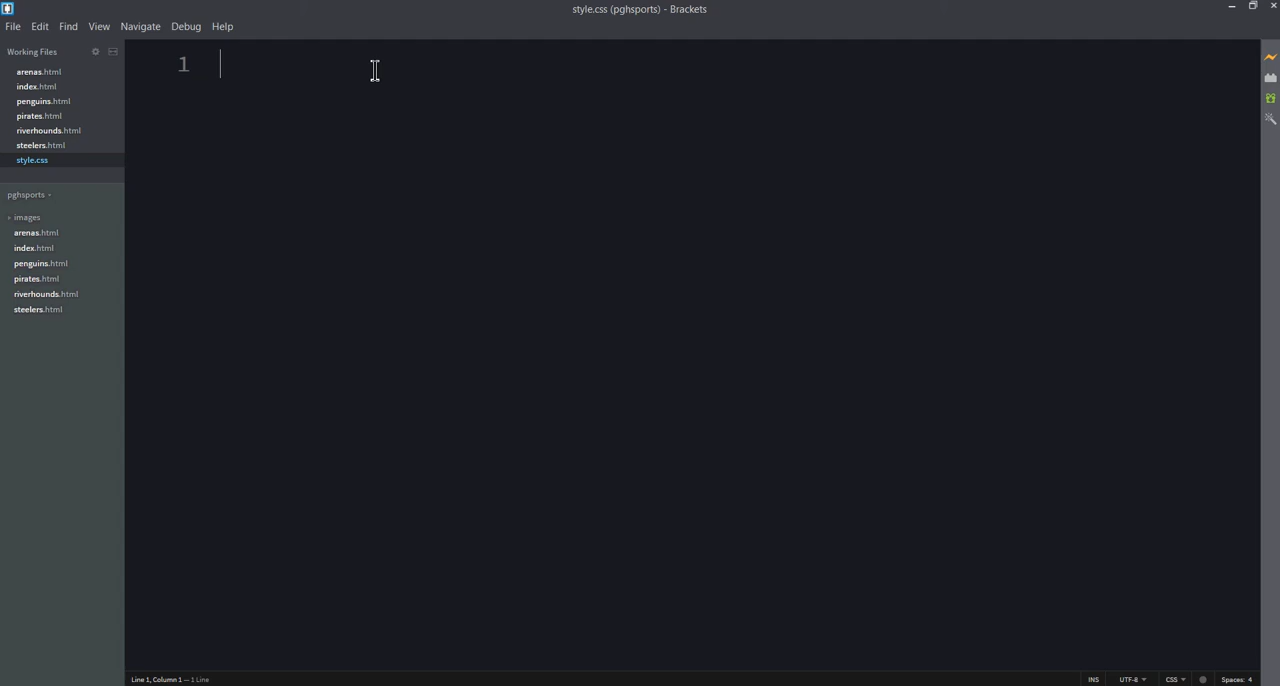 style.css (pghsports) - Brackets
File Edit Find View Navigate Debug Help
Working Files
arenas.html
index.html
penguins.html
pirates.html
riverhounds.html
steelers.html
style.css
pghsports
images
arenas.html
index.html
penguins.html
pirates.html
riverhounds.html
steelers.html
1
Line 1, Column 1 — 1 Line
INS UTF-8 CSS Spaces: 4